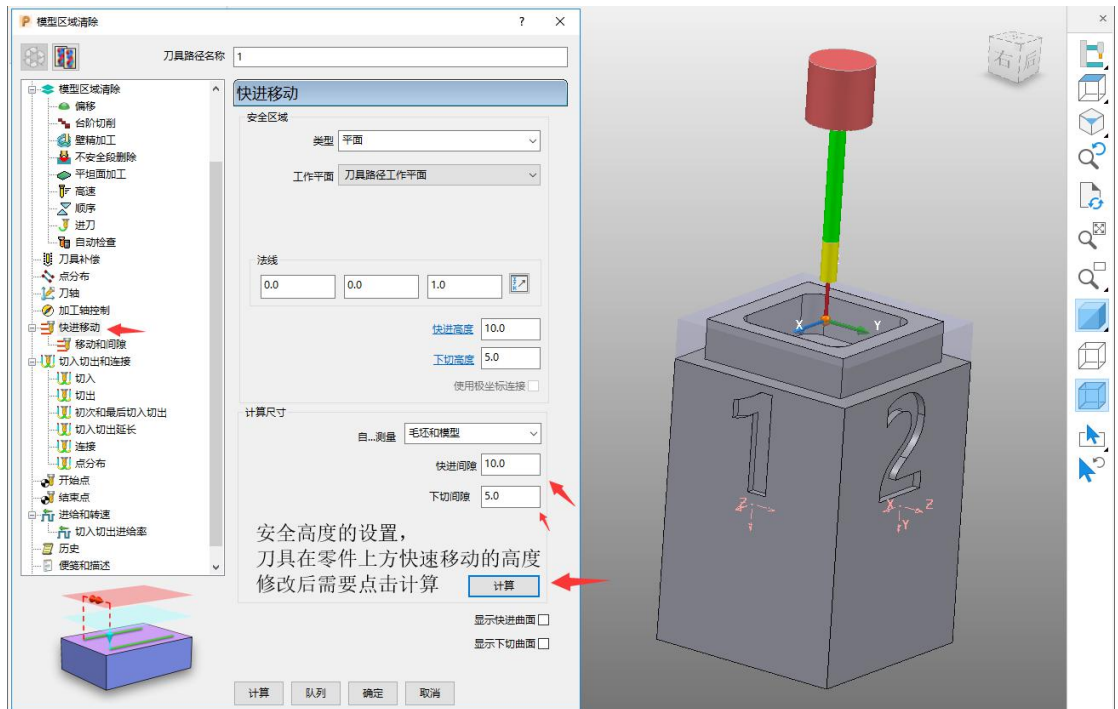 模型区域清除
? ×
刀具路径名称 1
模型区域清除
偏移
台阶切削
壁精加工
不安全段删除
平坦面加工
高速
顺序
进刀
自动检查
刀具补偿
点分布
刀轴
加工轴控制
快进移动
移动和间隙
切入切出和连接
切入
切出
初次和最后切入切出
切入切出延长
连接
点分布
开始点
结束点
进给和转速
切入切出进给率
历史
便笺和描述
快进移动
安全区域
类型 平面
工作平面 刀具路径工作平面
法线
0.0 0.0 1.0
快进高度 10.0
下切高度 5.0
使用极坐标连接
计算尺寸
自...测量 毛坯和模型
快进间隙 10.0
下切间隙 5.0
安全高度的设置，
刀具在零件上方快速移动的高度
修改后需要点击计算 计算
显示快进曲面
显示下切曲面
计算 队列 确定 取消
右 后
X Y
1 2
Z X Z
Y